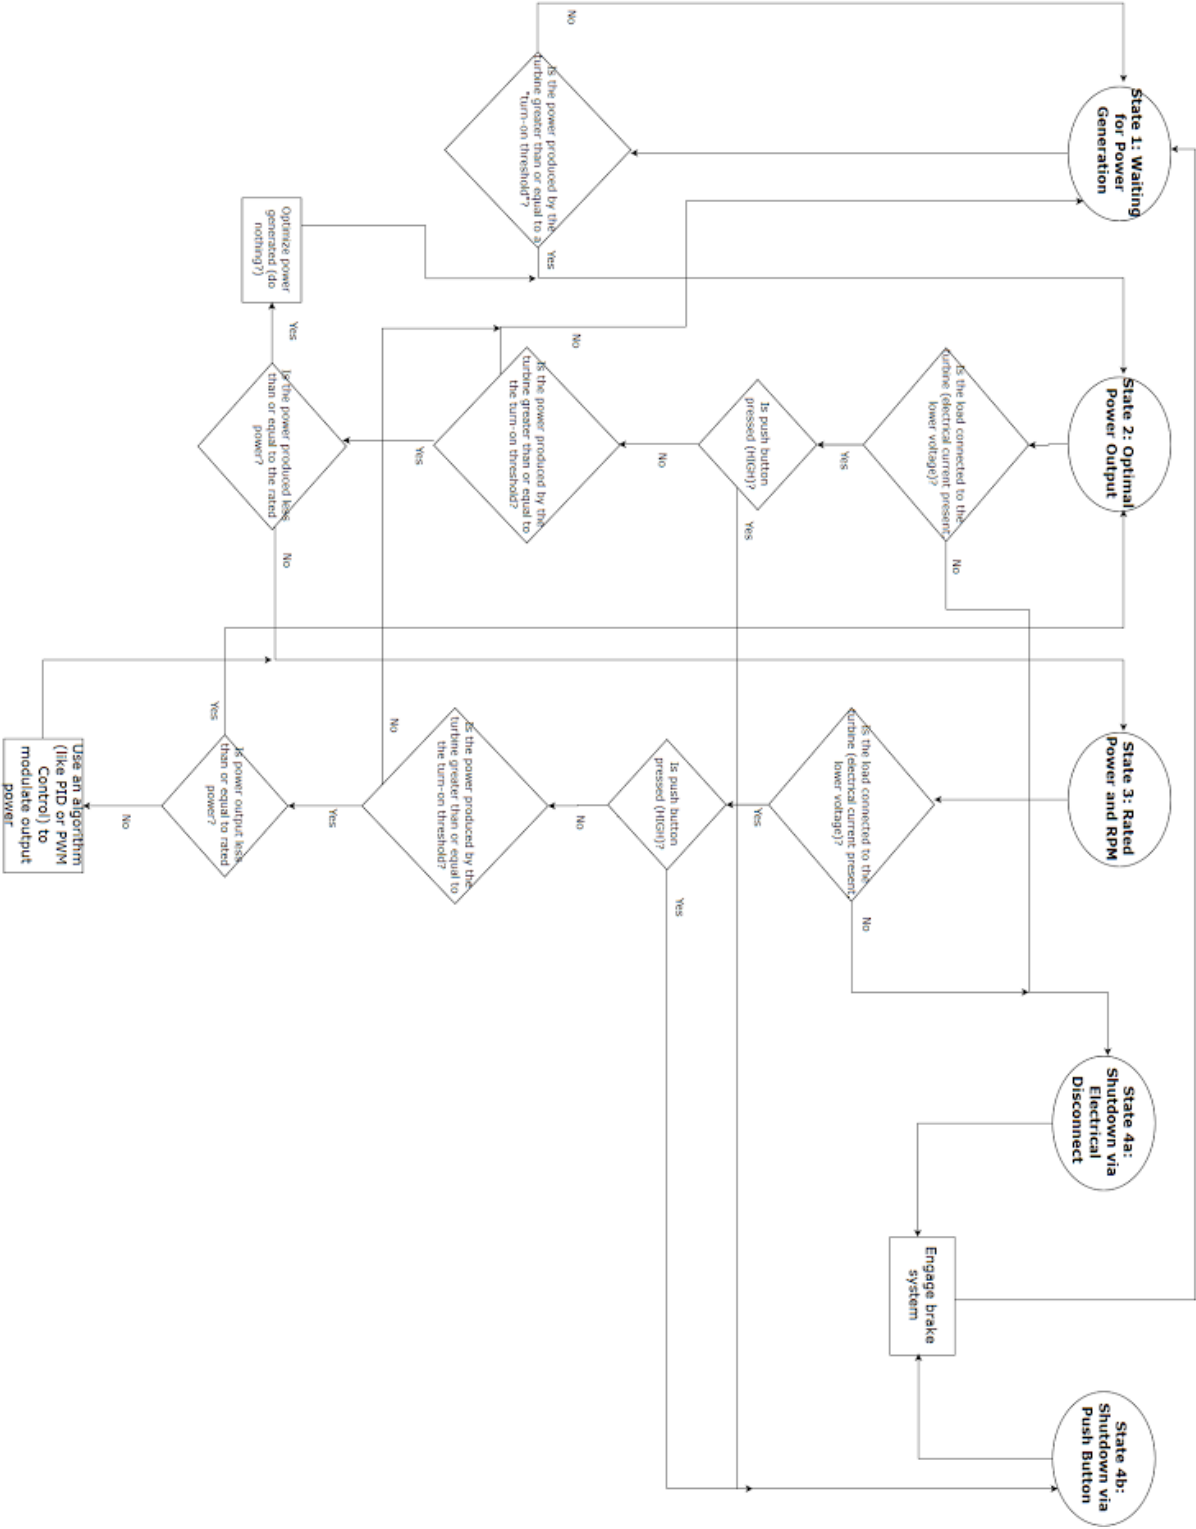 State 1: Waiting
for Power
Generation
No
Is the power produced by the
turbine greater than or equal to a
"turn-on threshold"?
Yes
State 2: Optimal
Power Output
Is the load connected to the
turbine (electrical current present,
lower voltage)?
No
Yes
Is push button
pressed (HIGH)?
Yes
No
Is the power produced by the
turbine greater than or equal to
the turn-on threshold?
No
Yes
Is the power produced less
than or equal to the rated
power?
Yes
No
Optimize power
generated (do
nothing?)
State 3: Rated
Power and RPM
Is the load connected to the
turbine (electrical current present,
lower voltage)?
No
Yes
Is push button
pressed (HIGH)?
Yes
No
Is the power produced by the
turbine greater than or equal to
the turn-on threshold?
No
Yes
Is power output less
than or equal to rated
power?
Yes
No
Use an algorithm
(like PID or PWM
Control) to
modulate output
power
State 4a:
Shutdown via
Electrical
Disconnect
Engage brake
system
State 4b:
Shutdown via
Push Button